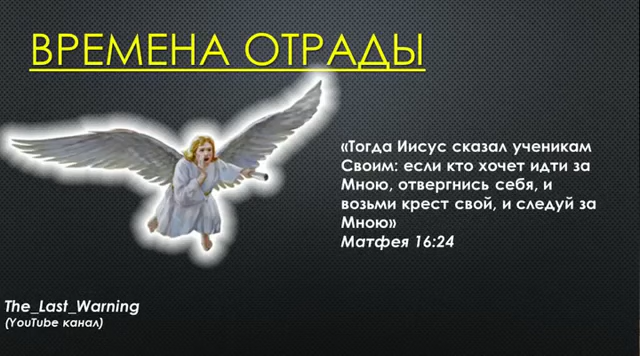 ВРЕМЕНА ОТРАДЫ
«Тогда Иисус сказал ученикам
Своим: если кто хочет идти за
Мною, отвергнись себя, и
возьми крест свой, и следуй за
Мною»
Матфея 16:24
The_Last_Warning
(YouTube канал)